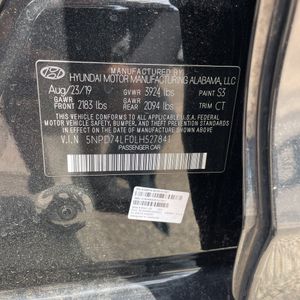 MANUFACTURED BY
HYUNDAI MOTOR MANUFACTURING ALABAMA, LLC
Aug/23/19 GVWR 3924 lbs PAINT S3
GAWR FRONT 2183 lbs GAWR REAR 2094 lbs TRIM CT
THIS VEHICLE CONFORMS TO ALL
APPLICABLE U.S. FEDERAL MOTOR VEHICLE
SAFETY, BUMPER, AND THEFT PREVENTION
STANDARDS IN EFFECT ON THE DATE OF
MANUFACTURE SHOWN ABOVE.
V.I.N 5NPD74LF0LH527841
PASSENGER CAR